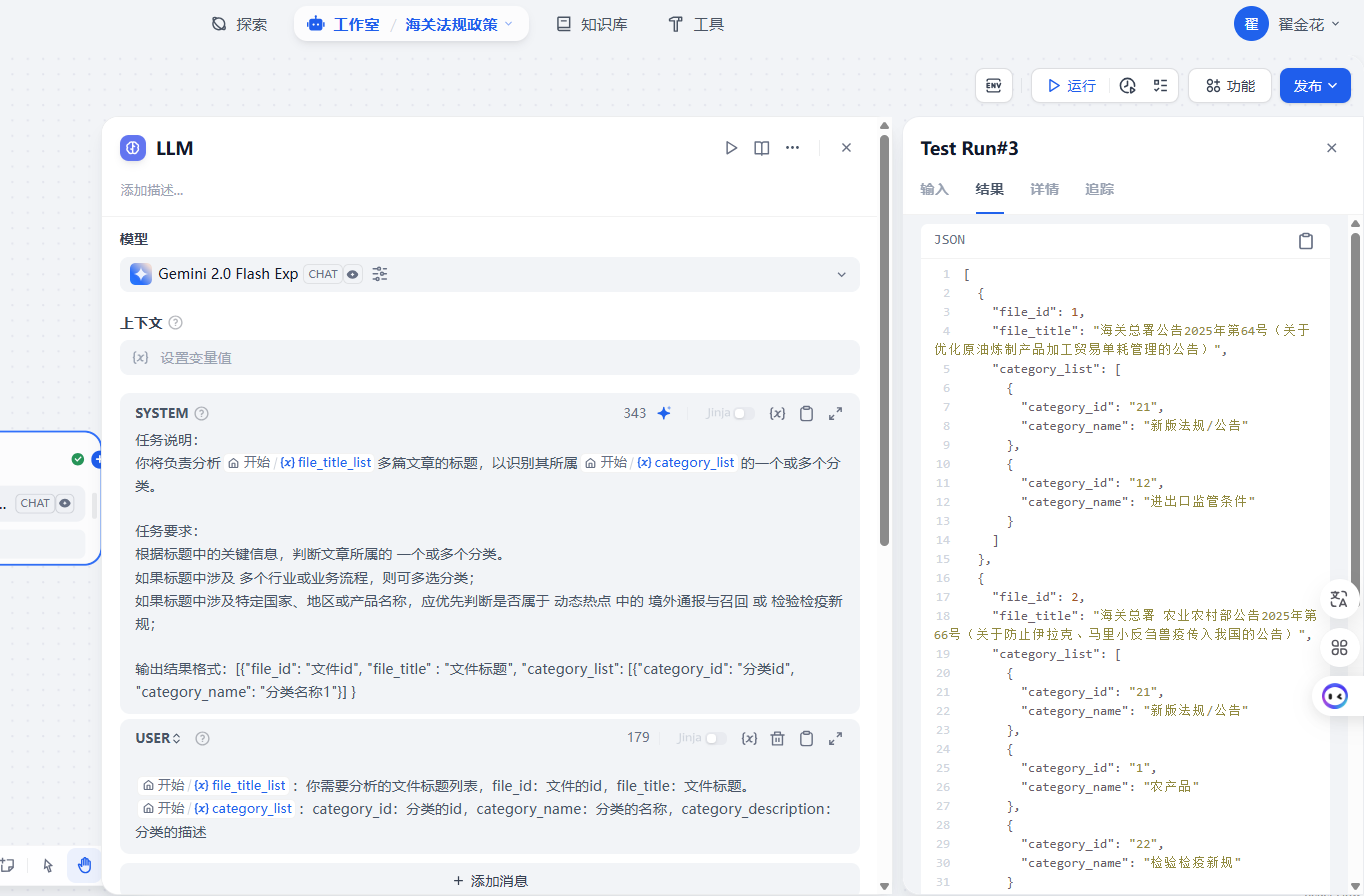 探索
工作室 / 海关法规政策
知识库
工具
翟 翟金花
ENV
运行
功能
发布
LLM
添加描述...
模型
Gemini 2.0 Flash Exp CHAT
上下文
{x} 设置变量值
SYSTEM 343 Jinja {x}
任务说明：
你将负责分析 开始 / {x} file_title_list 多篇文章的标题，以识别其所属 开始 / {x} category_list 的一个或多个分
类。
任务要求：
根据标题中的关键信息，判断文章所属的 一个或多个分类。
如果标题中涉及 多个行业或业务流程，则可多选分类；
如果标题中涉及特定国家、地区或产品名称，应优先判断是否属于 动态热点 中的 境外通报与召回 或 检验检疫新
规；
输出结果格式：[{"file_id": "文件id", "file_title" : "文件标题", "category_list": [{"category_id": "分类id",
"category_name": "分类名称1"}] }
USER 179 Jinja {x}
开始 / {x} file_title_list ：你需要分析的文件标题列表，file_id：文件的id，file_title：文件标题。
开始 / {x} category_list ：category_id：分类的id，category_name：分类的名称，category_description：
分类的描述
+ 添加消息
... CHAT
Test Run#3
输入 结果 详情 追踪
JSON
1 [
2 {
3 "file_id": 1,
4 "file_title": "海关总署公告2025年第64号（关于
优化原油炼制产品加工贸易单耗管理的公告）",
5 "category_list": [
6 {
7 "category_id": "21",
8 "category_name": "新版法规/公告"
9 },
10 {
11 "category_id": "12",
12 "category_name": "进出口监管条件"
13 }
14 ]
15 },
16 {
17 "file_id": 2,
18 "file_title": "海关总署 农业农村部公告2025年第
66号（关于防止伊拉克、马里小反刍兽疫传入我国的公告）",
19 "category_list": [
20 {
21 "category_id": "21",
22 "category_name": "新版法规/公告"
23 },
24 {
25 "category_id": "1",
26 "category_name": "农产品"
27 },
28 {
29 "category_id": "22",
30 "category_name": "检验检疫新规"
31 }